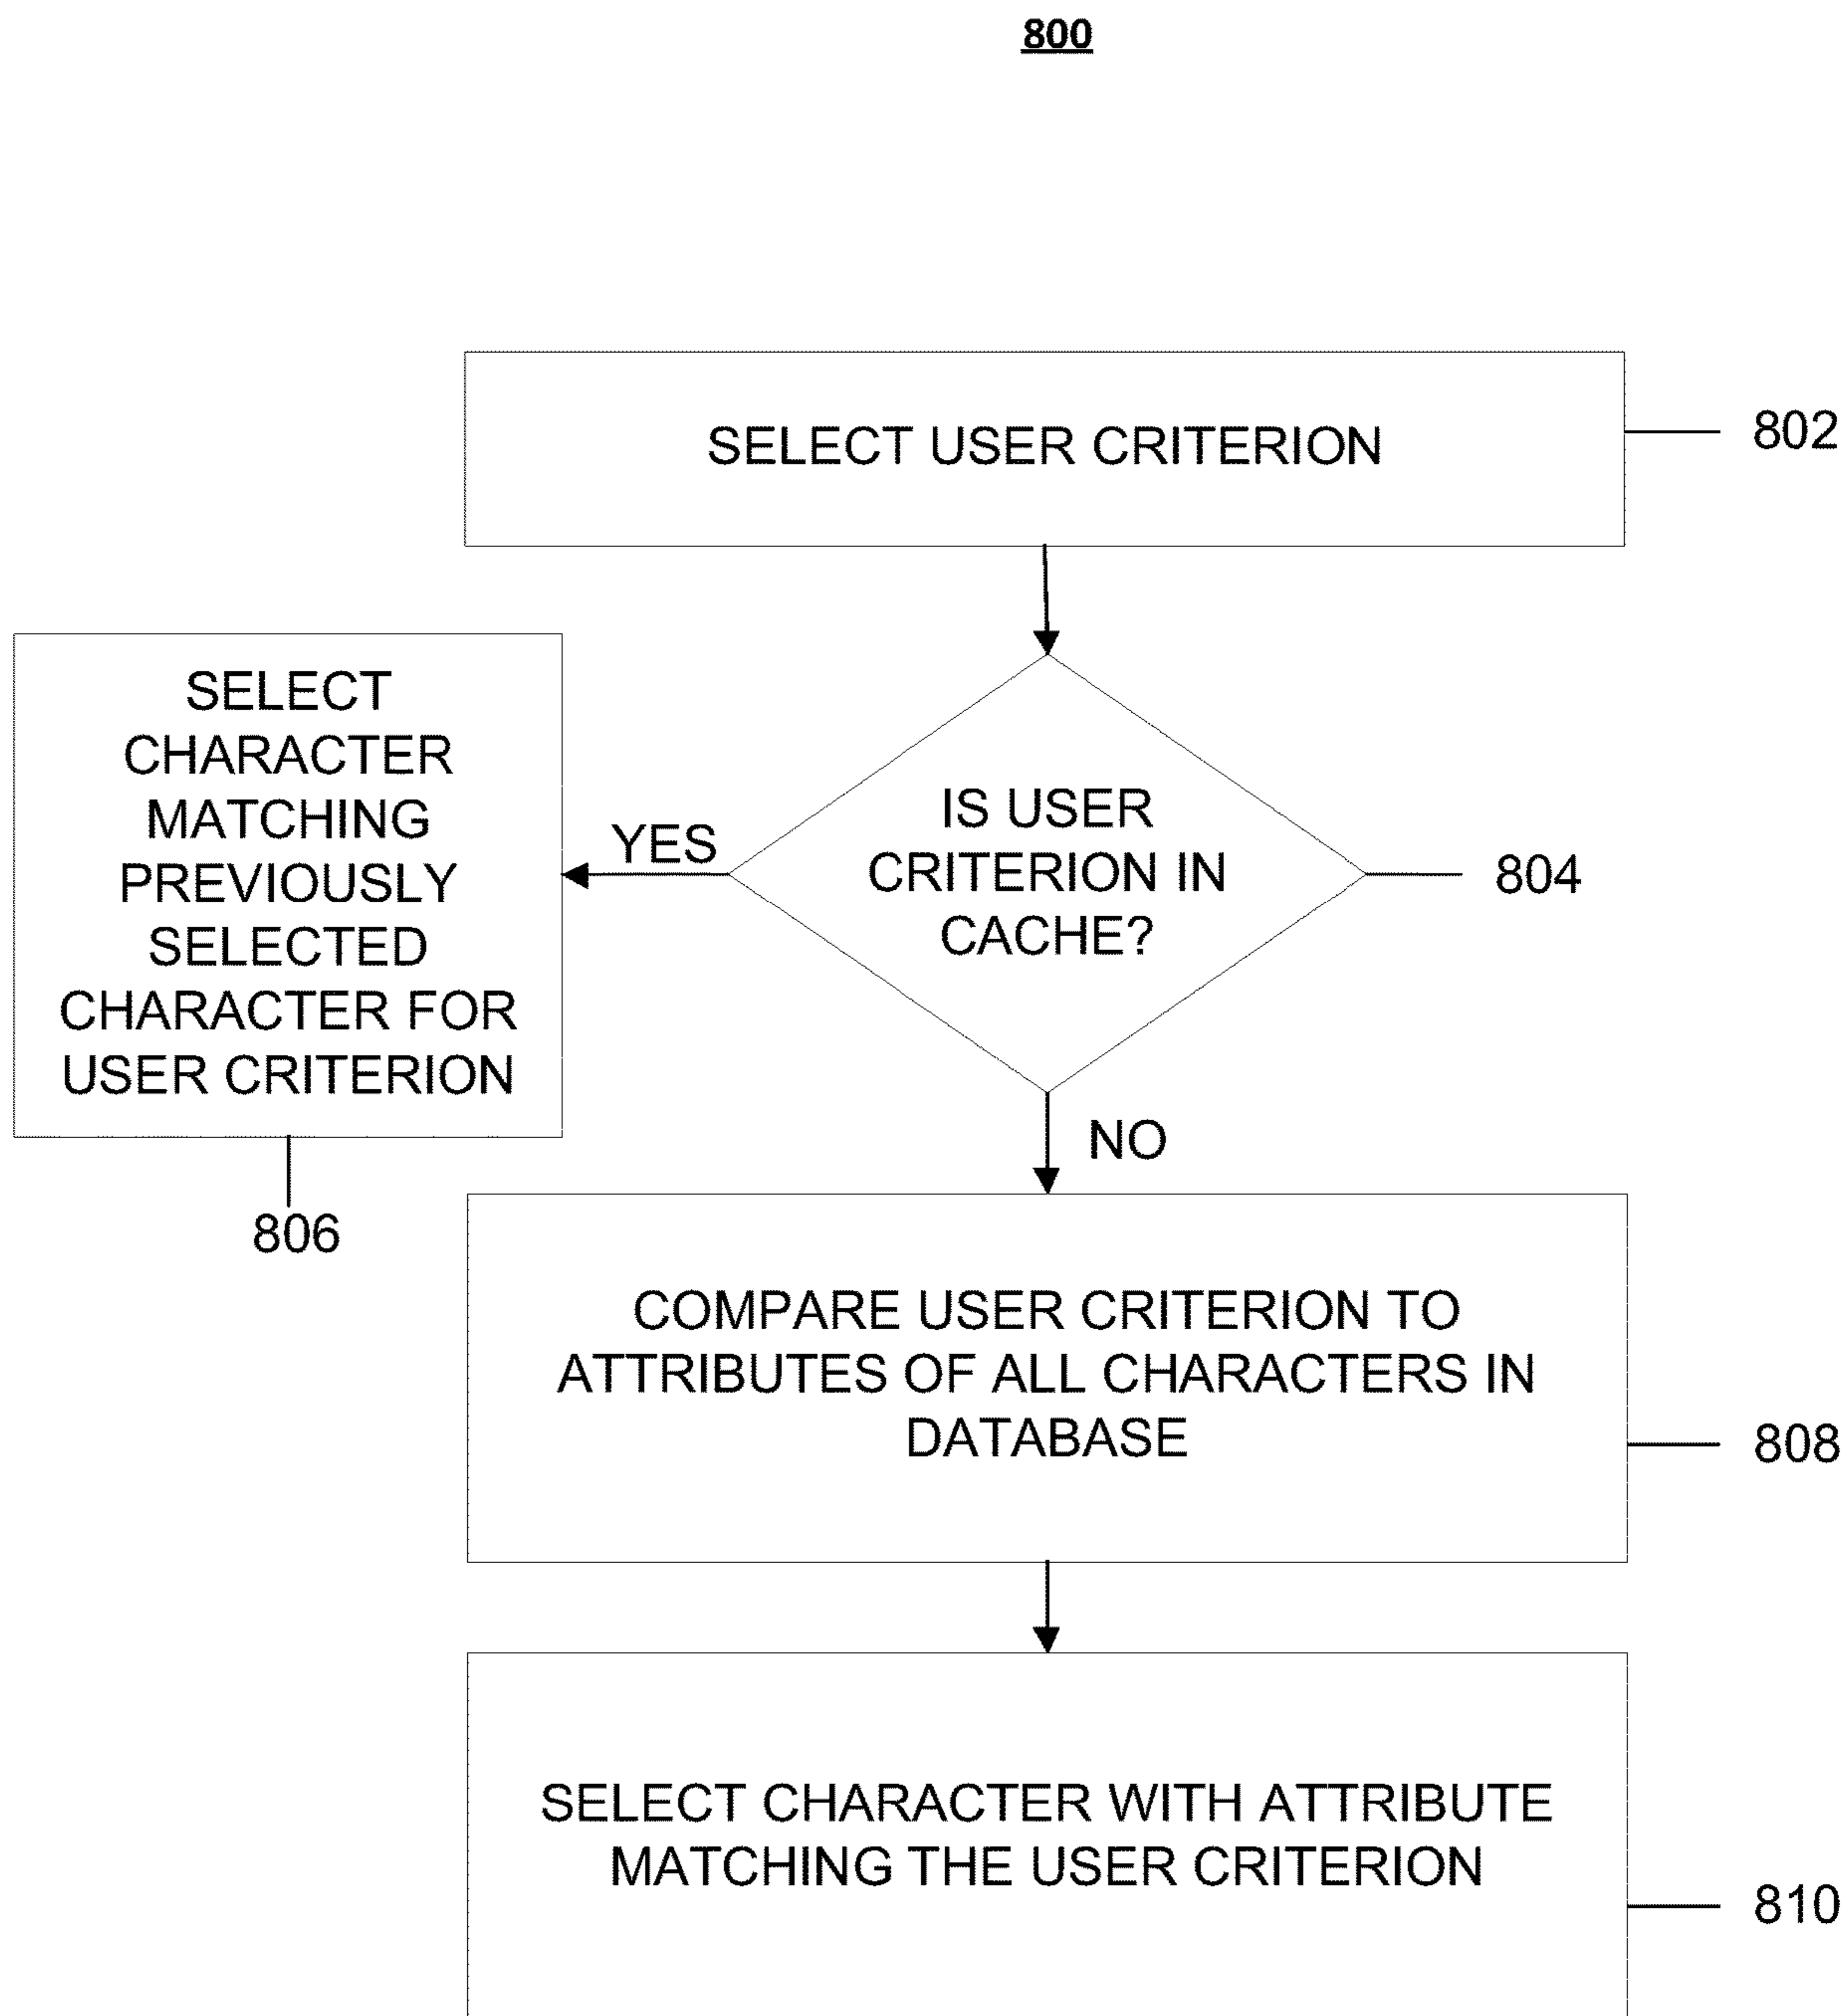 800
SELECT USER CRITERION
802
SELECT
CHARACTER
MATCHING
PREVIOUSLY
SELECTED
CHARACTER FOR
USER CRITERION
806
YES
IS USER
CRITERION IN
CACHE?
804
NO
COMPARE USER CRITERION TO
ATTRIBUTES OF ALL CHARACTERS IN
DATABASE
808
SELECT CHARACTER WITH ATTRIBUTE
MATCHING THE USER CRITERION
810